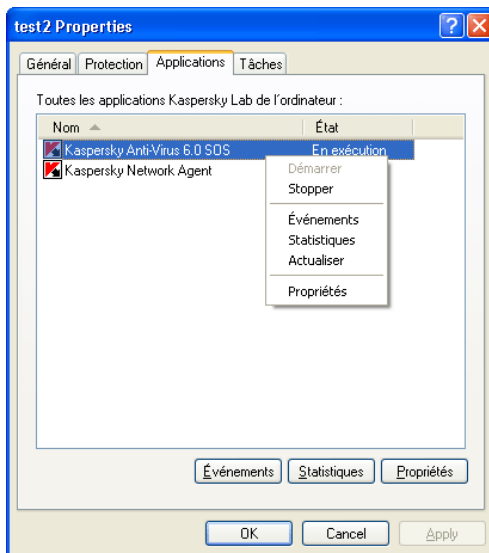 test2 Properties
Général Protection Applications Tâches
Toutes les applications Kaspersky Lab de l'ordinateur :
Nom État
Kaspersky Anti-Virus 6.0 SOS En exécution
Kaspersky Network Agent
Démarrer
Stopper
Événements
Statistiques
Actualiser
Propriétés
Événements Statistiques Propriétés
OK Cancel Apply